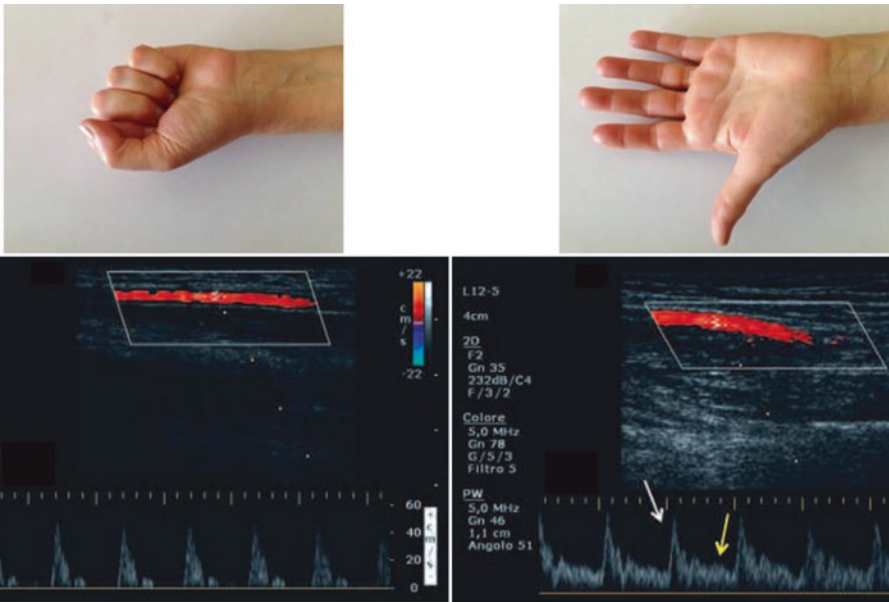 +22
c
m
/
s
-22
60
40
20
0
+
c
m
/
s
-
L12-5
4cm
2D
F2
Gn 35
232dB/C4
F/3/2
Colore
5,0 MHz
Gn 78
G/5/3
Filtro 5
PW
5,0 MHz
Gn 46
1,1 cm
Angolo 51